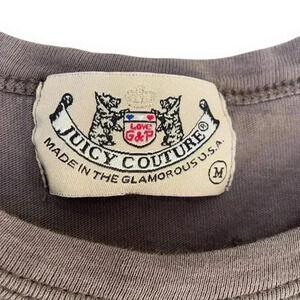 Love
G&P
JUICY COUTURE®
MADE IN THE GLAMOROUS U.S.A.
M